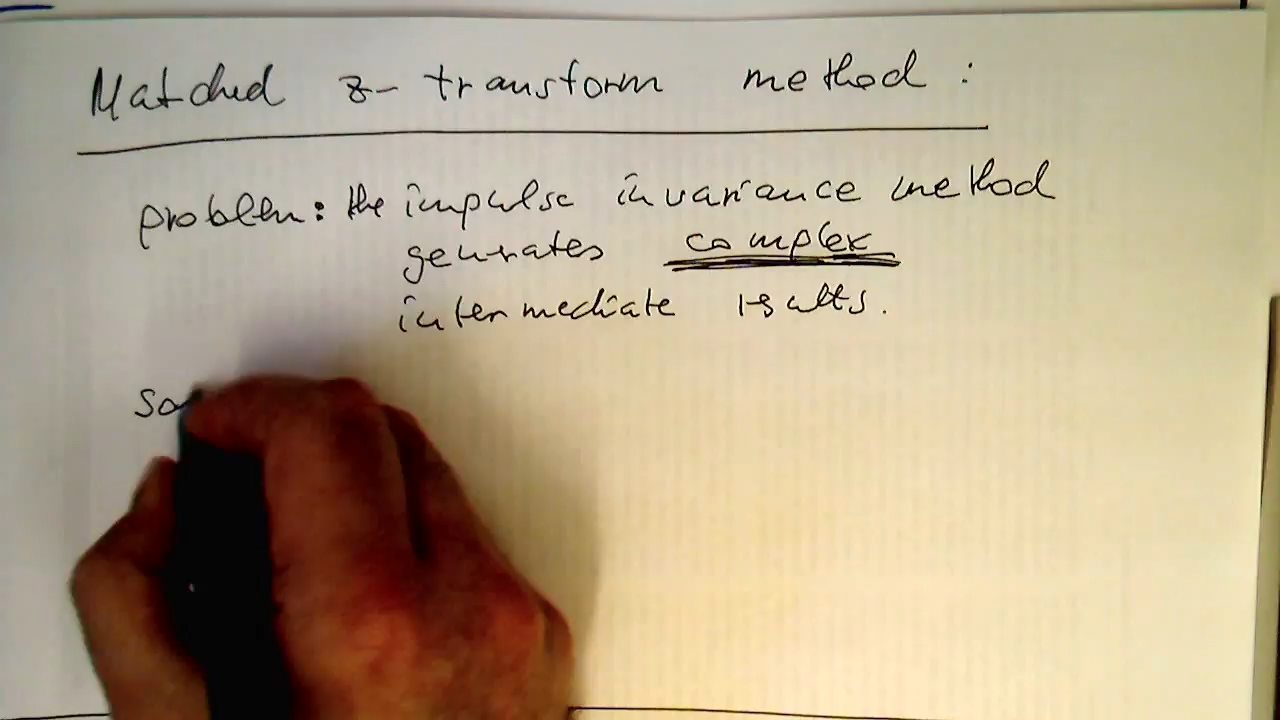 Matched z-transform method :
problem: the impulse invariance method
generates complex
intermediate results.
so